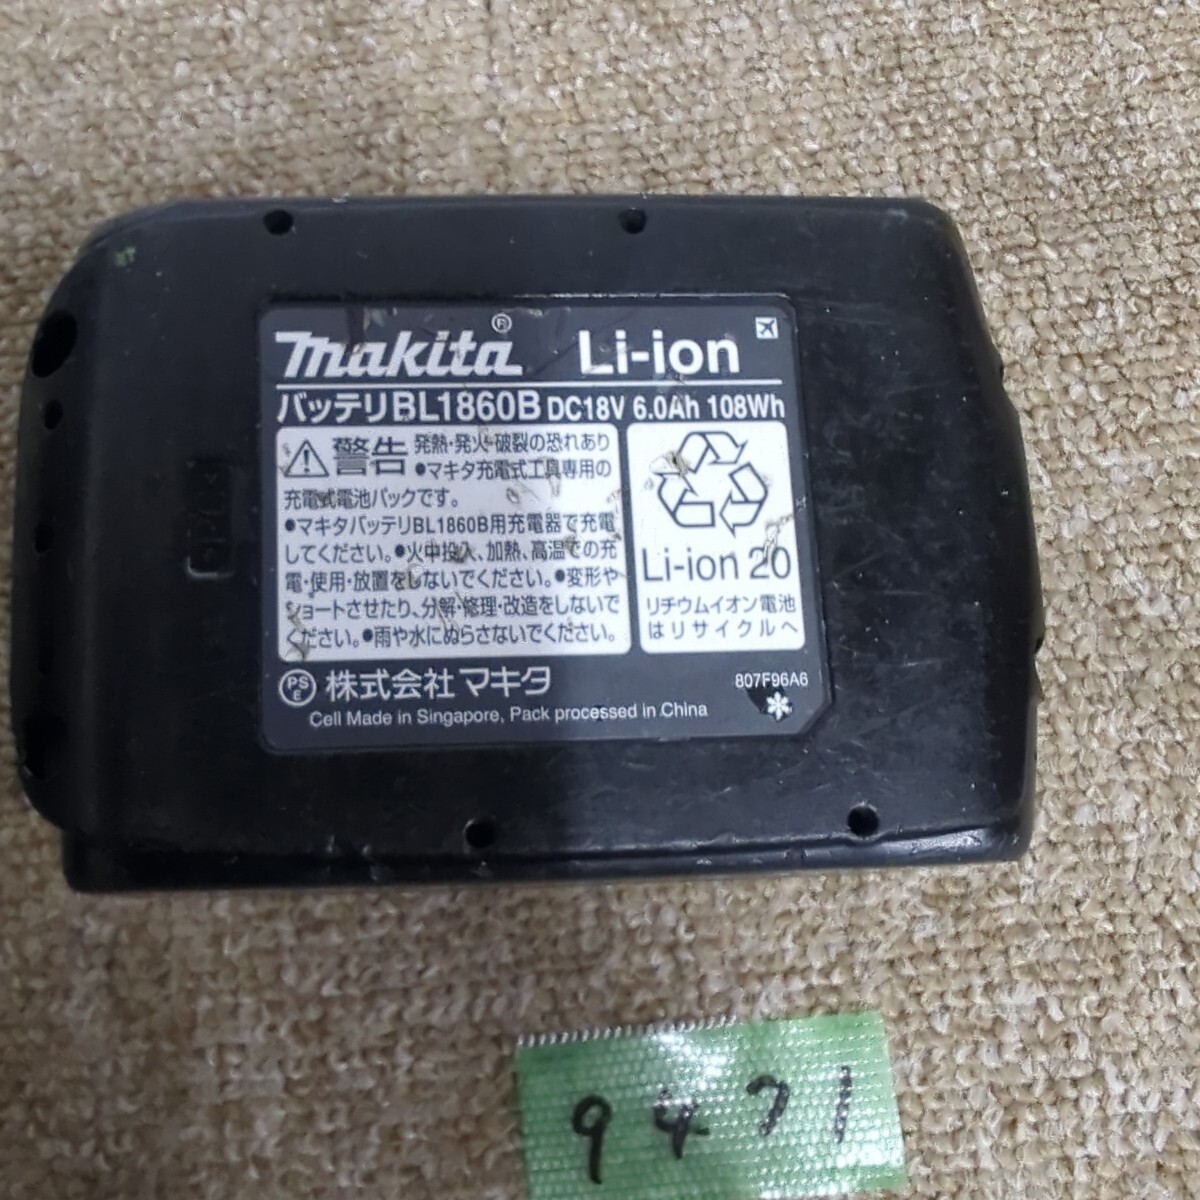 makita® Li-ion
バッテリBL1860B DC18V 6.0Ah 108Wh
警告 発熱・発火・破裂の恐れあり
●マキタ充電式工具専用の
充電式電池パックです。
●マキタバッテリBL1860B用充電器で充電
してください。●火中投入、加熱、高温での充
電・使用・放置をしないでください。●変形や
ショートさせたり、分解・修理・改造をしないで
ください。●雨や水にぬらさないでください。
Li-ion 20
リチウムイオン電池
はリサイクルへ
PSE 株式会社 マキタ
807F96A6
Cell Made in Singapore, Pack processed in China
9471